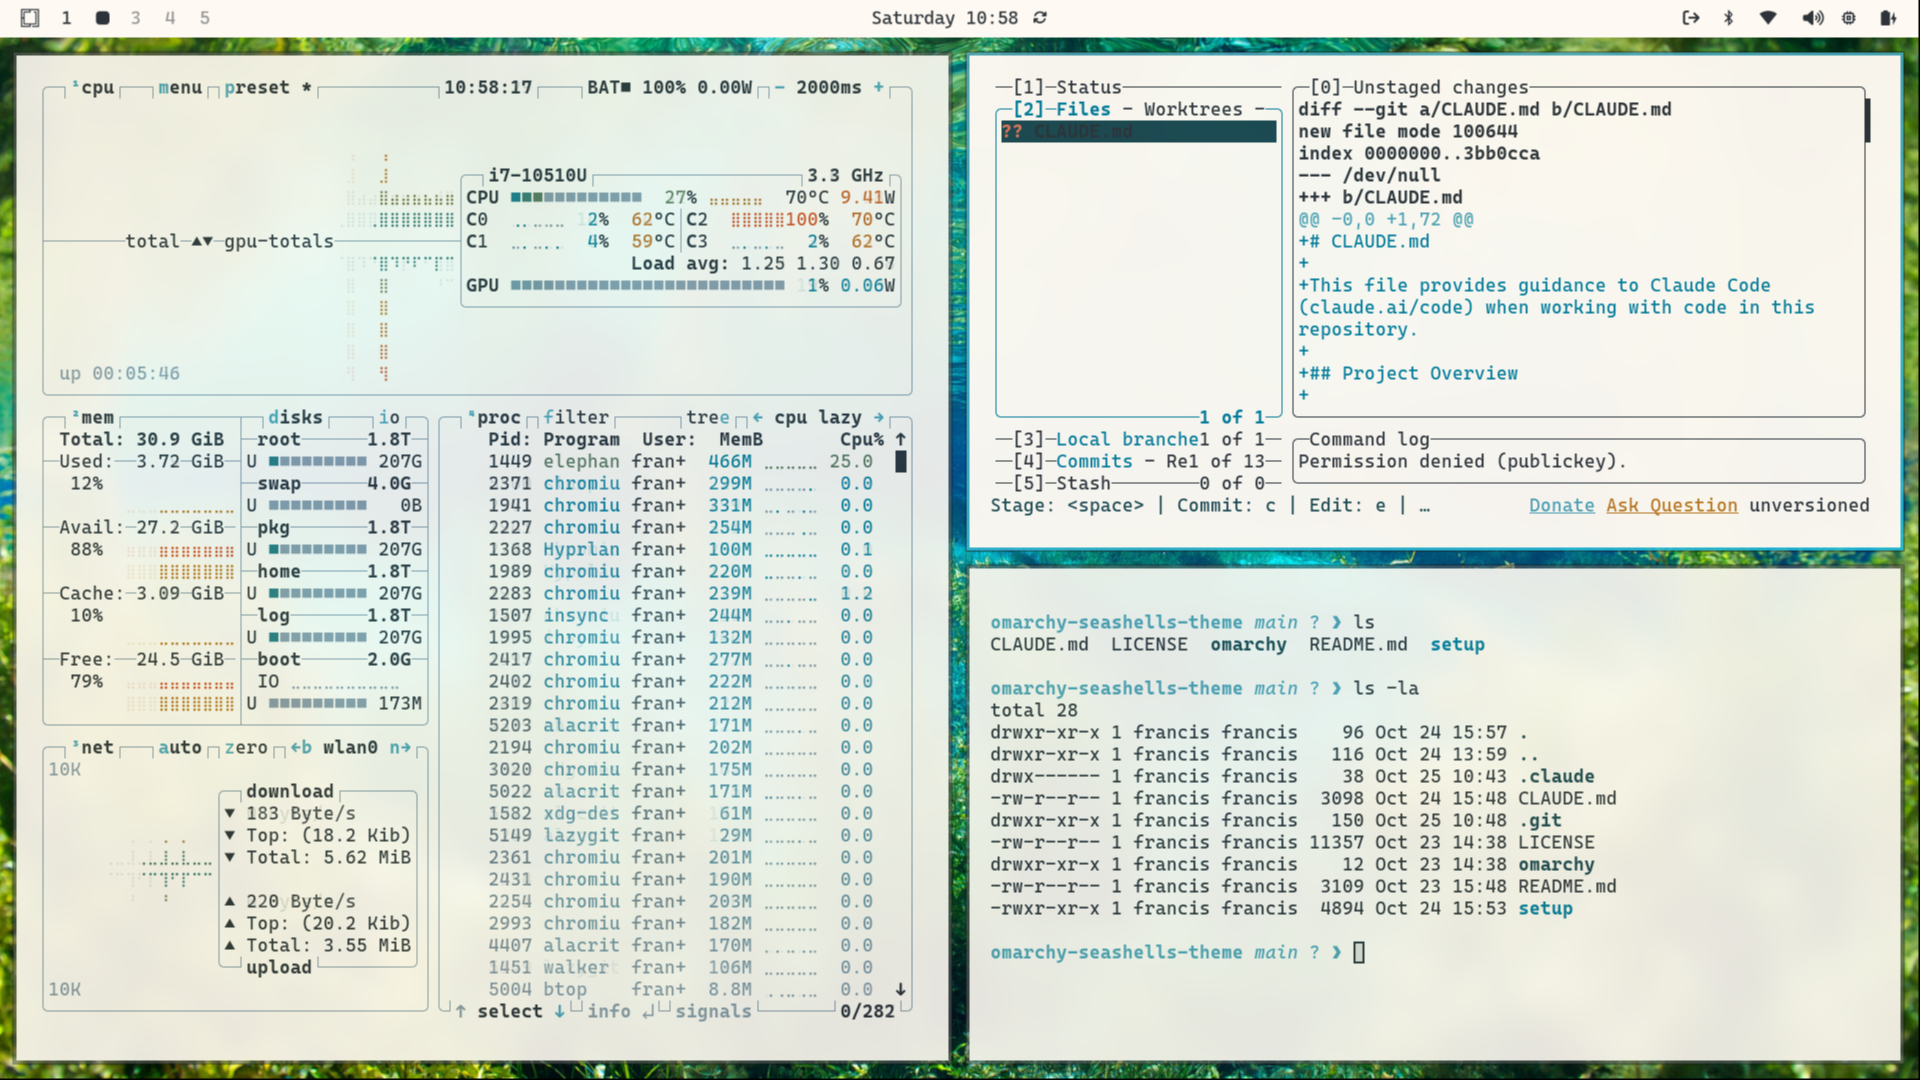 1 3 4 5
Saturday 10:58
¹cpu menu preset * 10:58:17 BAT■ 100% 0.00W - 2000ms +
i7-10510U 3.3 GHz
CPU 27% 70°C 9.41W
C0 12% 62°C C2 100% 70°C
C1 4% 59°C C3 2% 62°C
total ▲▼ gpu-totals
Load avg: 1.25 1.30 0.67
GPU 11% 0.06W
up 00:05:46
²mem disks io
Total: 30.9 GiB root 1.8T
Used: 3.72 GiB U 207G
12% swap 4.0G
U 0B
Avail: 27.2 GiB pkg 1.8T
88% U 207G
home 1.8T
Cache: 3.09 GiB U 207G
10% log 1.8T
U 207G
Free: 24.5 GiB boot 2.0G
79% IO
U 173M
³net auto zero ←b wlan0 n→
10K
download
▼ 183 Byte/s
▼ Top: (18.2 Kib)
▼ Total: 5.62 MiB
▲ 220 Byte/s
▲ Top: (20.2 Kib)
▲ Total: 3.55 MiB
upload
10K
⁴proc filter tree ← cpu lazy →
Pid: Program User: MemB Cpu% ↑
1449 elephan fran+ 466M 25.0
2371 chromiu fran+ 299M 0.0
1941 chromiu fran+ 331M 0.0
2227 chromiu fran+ 254M 0.0
1368 Hyprlan fran+ 100M 0.1
1989 chromiu fran+ 220M 0.0
2283 chromiu fran+ 239M 1.2
1507 insync fran+ 244M 0.0
1995 chromiu fran+ 132M 0.0
2417 chromiu fran+ 277M 0.0
2402 chromiu fran+ 222M 0.0
2319 chromiu fran+ 212M 0.0
5203 alacrit fran+ 171M 0.0
2194 chromiu fran+ 202M 0.0
3020 chromiu fran+ 175M 0.0
5022 alacrit fran+ 171M 0.0
1582 xdg-des fran+ 61M 0.0
5149 lazygit fran+ 29M 0.0
2361 chromiu fran+ 201M 0.0
2431 chromiu fran+ 190M 0.0
2254 chromiu fran+ 203M 0.0
2993 chromiu fran+ 182M 0.0
4407 alacrit fran+ 170M 0.0
1451 walker fran+ 106M 0.0
5004 btop fran+ 8.8M 0.0 ↓
↑ select ↓ info ↲ signals 0/282
[1]─Status
[2]─Files - Worktrees -
?? CLAUDE.md
1 of 1
[3]─Local branche1 of 1
[4]─Commits - Re1 of 13
[5]─Stash 0 of 0
[0]─Unstaged changes
diff --git a/CLAUDE.md b/CLAUDE.md
new file mode 100644
index 0000000..3bb0cca
--- /dev/null
+++ b/CLAUDE.md
@@ -0,0 +1,72 @@
+# CLAUDE.md
+
+This file provides guidance to Claude Code
(claude.ai/code) when working with code in this
repository.
+
+## Project Overview
+
Command log
Permission denied (publickey).
Stage: <space> | Commit: c | Edit: e | … Donate Ask Question unversioned
omarchy-seashells-theme main ? ❯ ls
CLAUDE.md LICENSE omarchy README.md setup
omarchy-seashells-theme main ? ❯ ls -la
total 28
drwxr-xr-x 1 francis francis 96 Oct 24 15:57 .
drwxr-xr-x 1 francis francis 116 Oct 24 13:59 ..
drwx------ 1 francis francis 38 Oct 25 10:43 .claude
-rw-r--r-- 1 francis francis 3098 Oct 24 15:48 CLAUDE.md
drwxr-xr-x 1 francis francis 150 Oct 25 10:48 .git
-rw-r--r-- 1 francis francis 11357 Oct 23 14:38 LICENSE
drwxr-xr-x 1 francis francis 12 Oct 23 14:38 omarchy
-rw-r--r-- 1 francis francis 3109 Oct 23 15:48 README.md
-rwxr-xr-x 1 francis francis 4894 Oct 24 15:53 setup
omarchy-seashells-theme main ? ❯